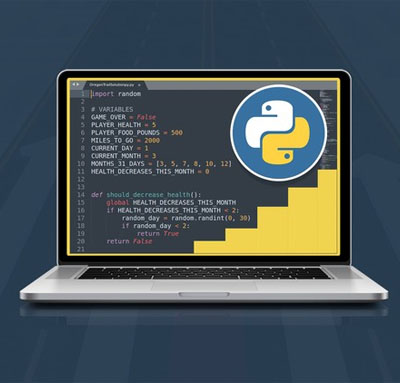 import random
# VARIABLES
GAME_OVER = False
PLAYER_HEALTH = 5
PLAYER_FOOD_POUNDS = 500
MILES_TO_GO = 2000
CURRENT_DAY = 1
CURRENT_MONTH = 3
MONTHS_31_DAYS = [3, 5, 7, 8, 10, 12]
HEALTH_DECREASES_THIS_MONTH = 0
def should_decrease_health():
global HEALTH_DECREASES_THIS_MONTH
if HEALTH_DECREASES_THIS_MONTH < 2:
random_day = random.randint(0, 30)
if random_day < 2:
return True
return False